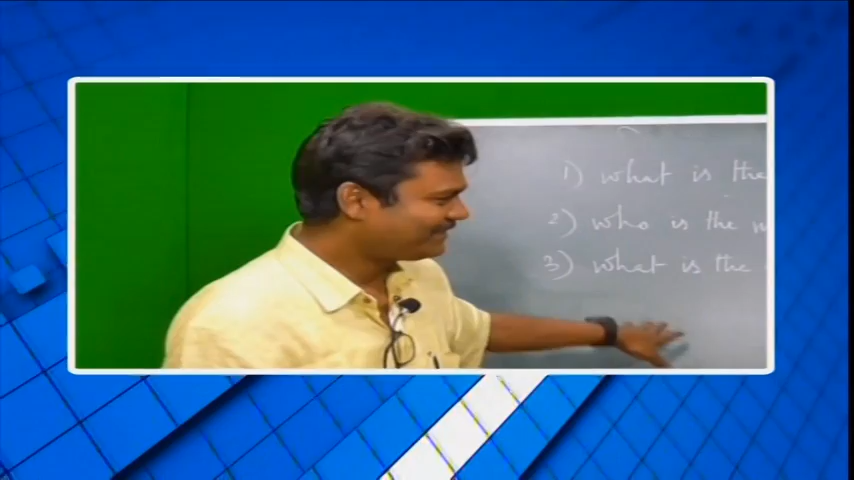 1) what is the
2) who is the
3) what is the